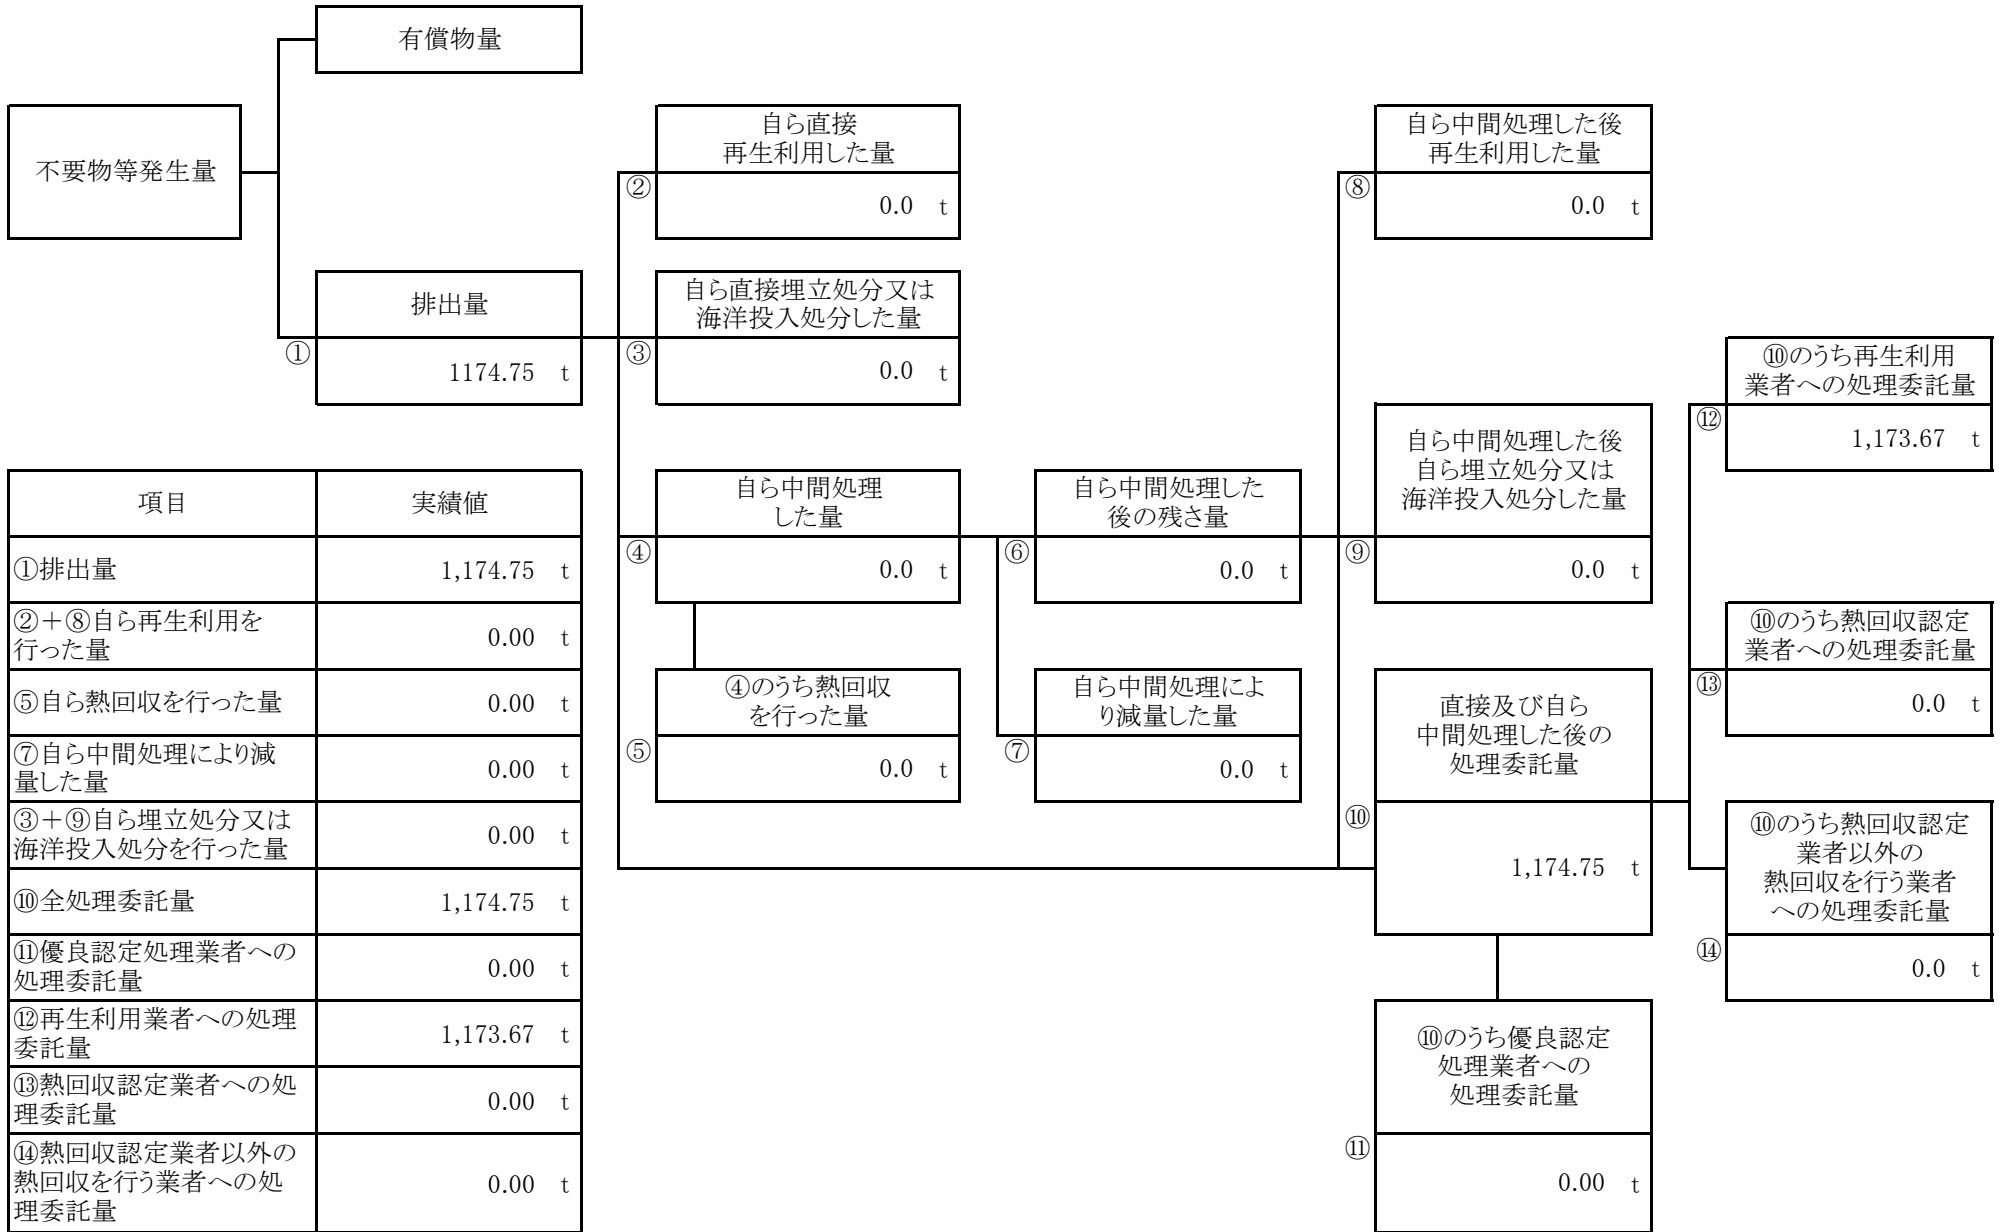 有償物量
不要物等発生量
排出量
①
1174.75 t
自ら直接
再生利用した量
②
0.0 t
自ら直接埋立処分又は
海洋投入処分した量
③
0.0 t
自ら中間処理
した量
④
0.0 t
④のうち熱回収
を行った量
⑤
0.0 t
自ら中間処理した
後の残さ量
⑥
0.0 t
自ら中間処理によ
り減量した量
⑦
0.0 t
自ら中間処理した後
再生利用した量
⑧
0.0 t
自ら中間処理した後
自ら埋立処分又は
海洋投入処分した量
⑨
0.0 t
直接及び自ら
中間処理した後の
処理委託量
⑩
1,174.75 t
⑩のうち優良認定
処理業者への
処理委託量
⑪
0.00 t
⑩のうち再生利用
業者への処理委託量
⑫
1,173.67 t
⑩のうち熱回収認定
業者への処理委託量
⑬
0.0 t
⑩のうち熱回収認定
業者以外の
熱回収を行う業者
への処理委託量
⑭
0.0 t
項目 実績値
①排出量 1,174.75 t
②＋⑧自ら再生利用を
行った量 0.00 t
⑤自ら熱回収を行った量 0.00 t
⑦自ら中間処理により減
量した量 0.00 t
③＋⑨自ら埋立処分又は
海洋投入処分を行った量 0.00 t
⑩全処理委託量 1,174.75 t
⑪優良認定処理業者への
処理委託量 0.00 t
⑫再生利用業者への処理
委託量 1,173.67 t
⑬熱回収認定業者への処
理委託量 0.00 t
⑭熱回収認定業者以外の
熱回収を行う業者への処
理委託量 0.00 t